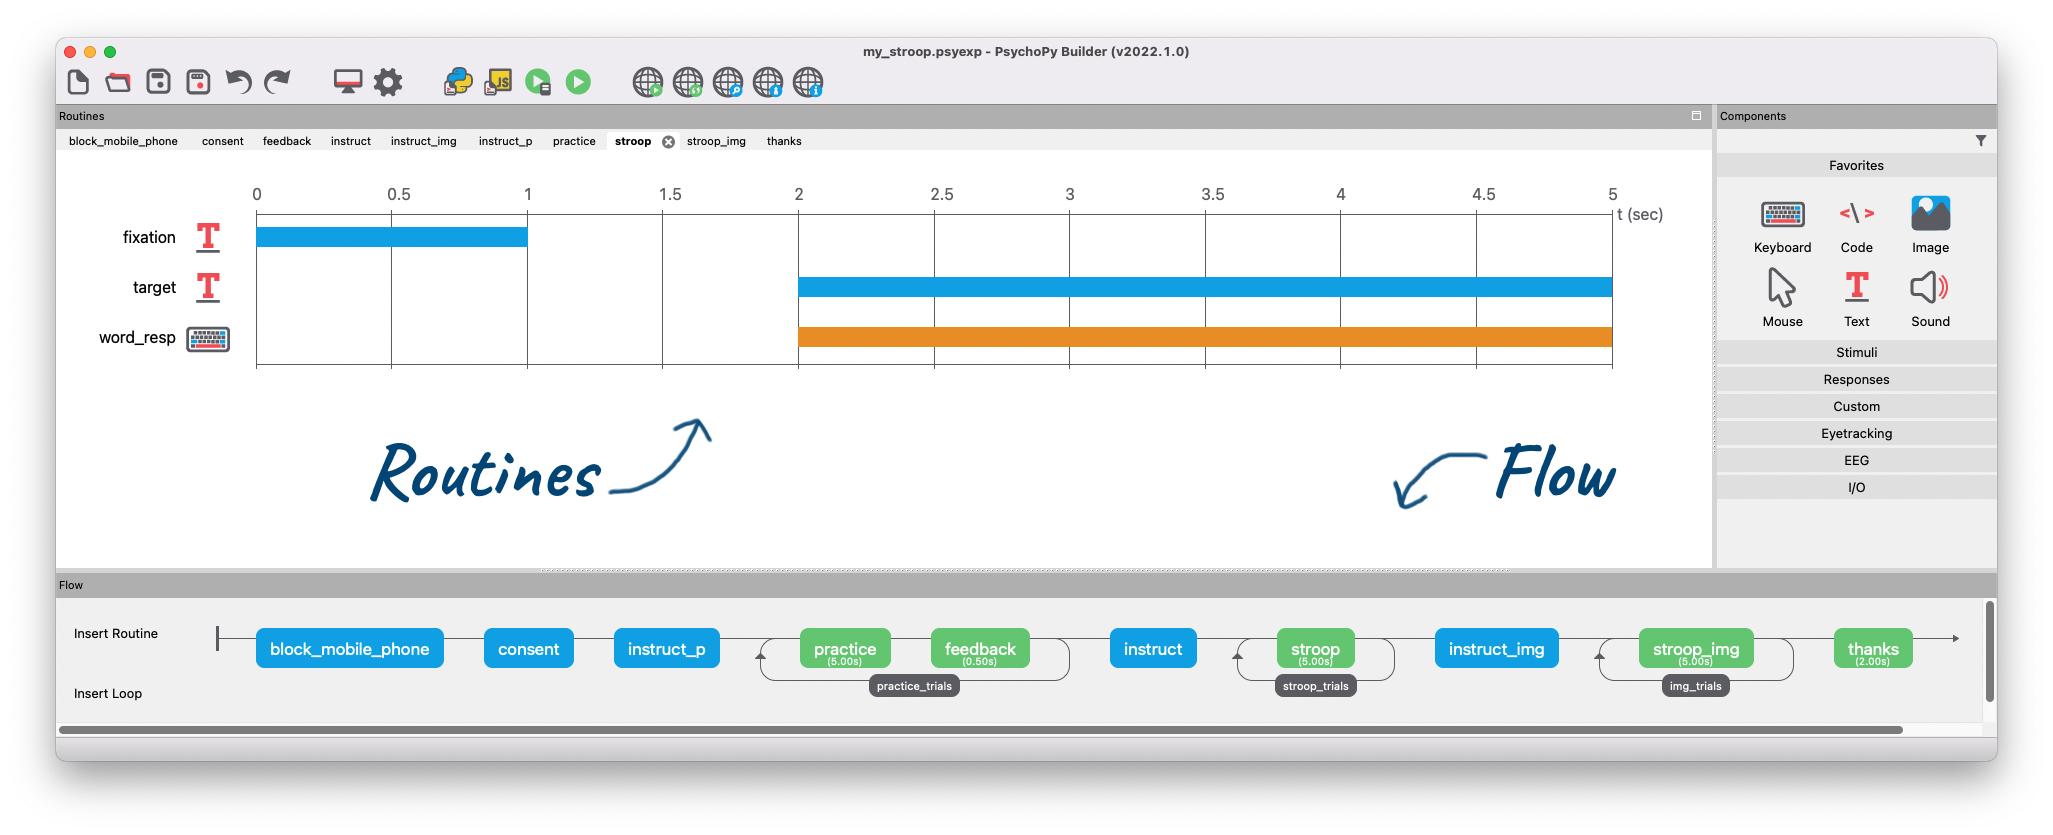 my_stroop.psyexp - PsychoPy Builder (v2022.1.0)
JS
Routines
Components
block_mobile_phone consent feedback instruct instruct_img instruct_p practice stroop stroop_img thanks
Favorites
0 0.5 1 1.5 2 2.5 3 3.5 4 4.5 5
t (sec)
fixation
target
word_resp
Keyboard Code Image
Mouse Text Sound
Stimuli
Responses
Custom
Eyetracking
EEG
I/O
Routines
Flow
Flow
Insert Routine
block_mobile_phone consent instruct_p practice feedback instruct stroop instruct_img stroop_img thanks
(5.00s) (0.50s) (5.00s) (5.00s) (2.00s)
practice_trials stroop_trials img_trials
Insert Loop